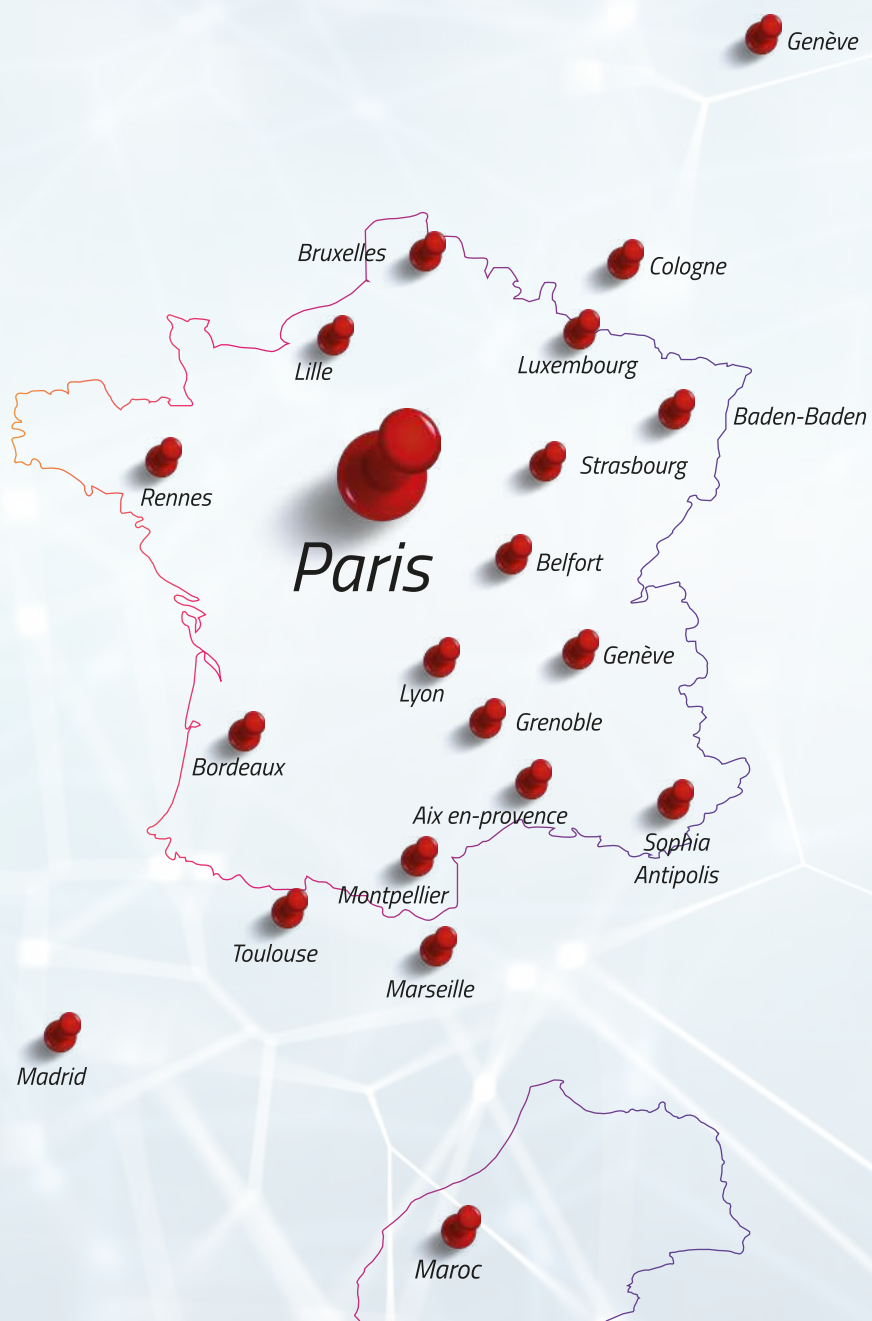 Genève
Bruxelles
Cologne
Lille
Luxembourg
Baden-Baden
Strasbourg
Rennes
Paris
Belfort
Genève
Lyon
Grenoble
Bordeaux
Aix en-provence
Sophia
Antipolis
Montpellier
Toulouse
Marseille
Madrid
Maroc